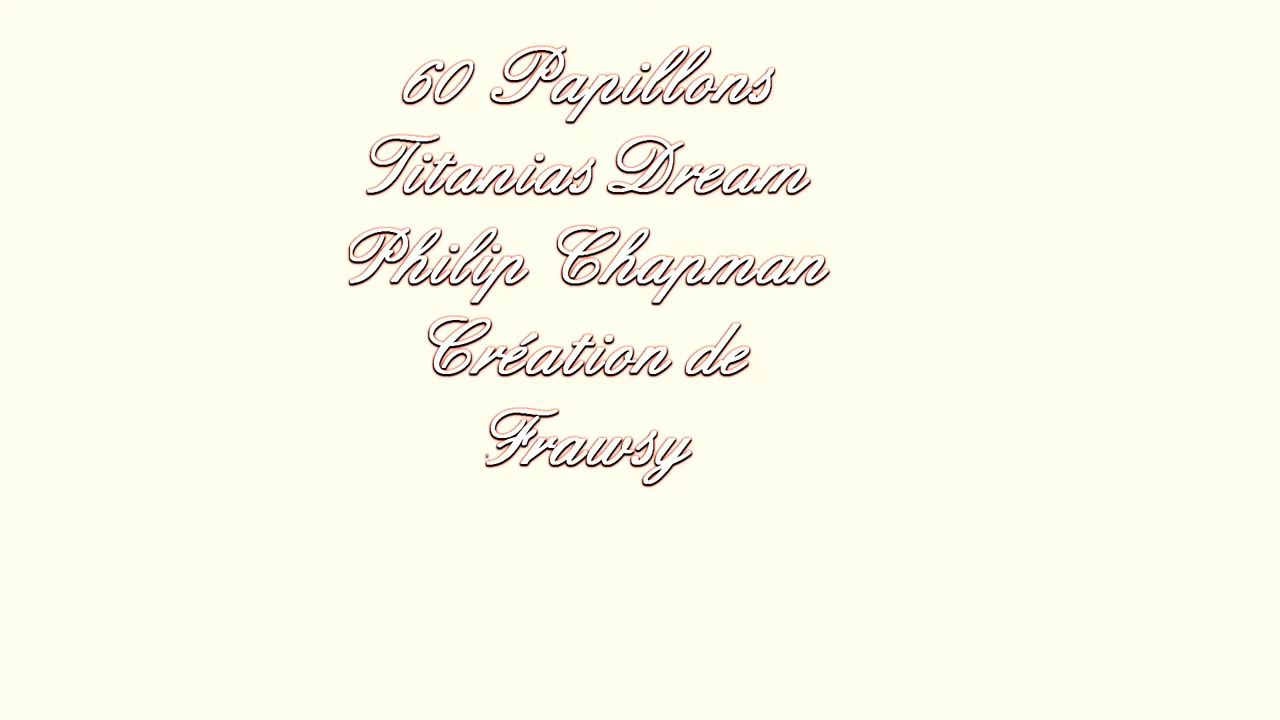 60 Papillons
Titanias Dream
Philip Chapman
Création de
Frawsy